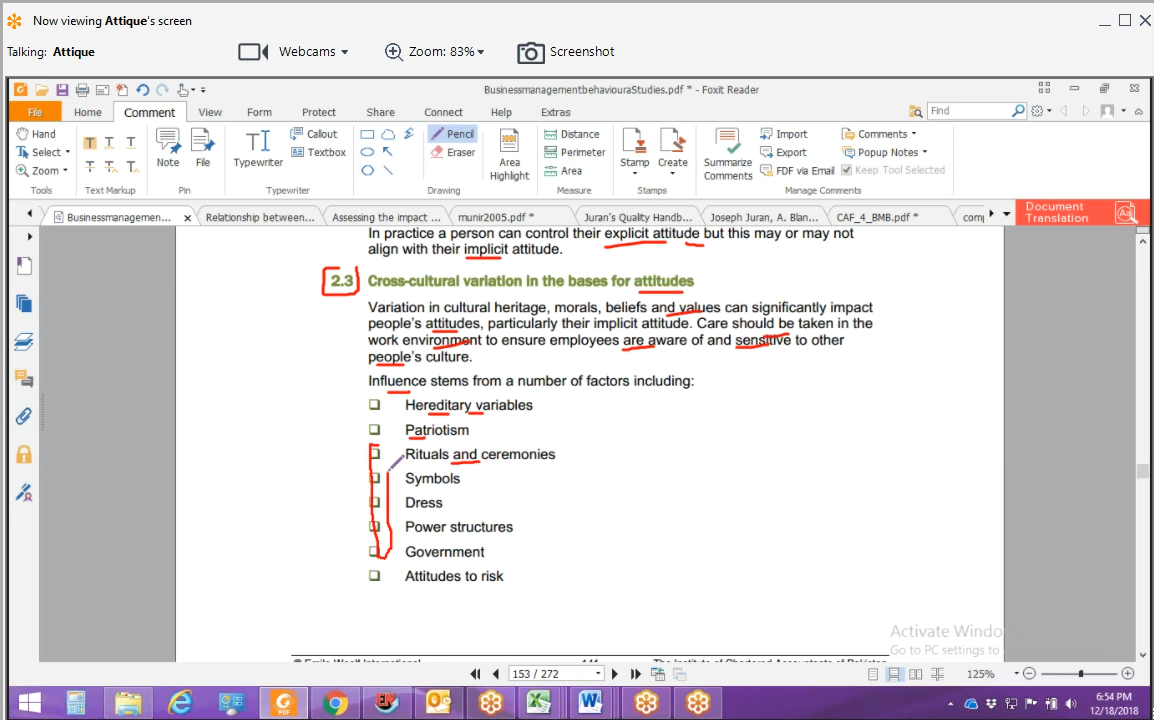 Now viewing Attique's screen
Talking: Attique
Webcams
Zoom: 83%
Screenshot
BusinessmanagementbehaviouraStudies.pdf * - Foxit Reader
File Home Comment View Form Protect Share Connect Help Extras
Find
Hand
Select
Zoom
Tools
Text Markup
Note
File
Pin
Typewriter
Callout
Textbox
Typewriter
Pencil
Eraser
Drawing
Area Highlight
Distance
Perimeter
Area
Measure
Stamp
Create
Stamps
Summarize Comments
Import
Export
FDF via Email
Comments
Popup Notes
Keep Tool Selected
Manage Comments
Businessmanagemen... Relationship between... Assessing the impact ... munir2005.pdf * Juran's Quality Handb... Joseph Juran, A. Blan... CAF_4_BMB.pdf * com
Document Translation
In practice a person can control their explicit attitude but this may or may not
align with their implicit attitude.
2.3 Cross-cultural variation in the bases for attitudes
Variation in cultural heritage, morals, beliefs and values can significantly impact
people's attitudes, particularly their implicit attitude. Care should be taken in the
work environment to ensure employees are aware of and sensitive to other
people's culture.
Influence stems from a number of factors including:
Hereditary variables
Patriotism
Rituals and ceremonies
Symbols
Dress
Power structures
Government
Attitudes to risk
Activate Windo
Go to PC settings to
153 / 272
125%
6:54 PM
12/18/2018